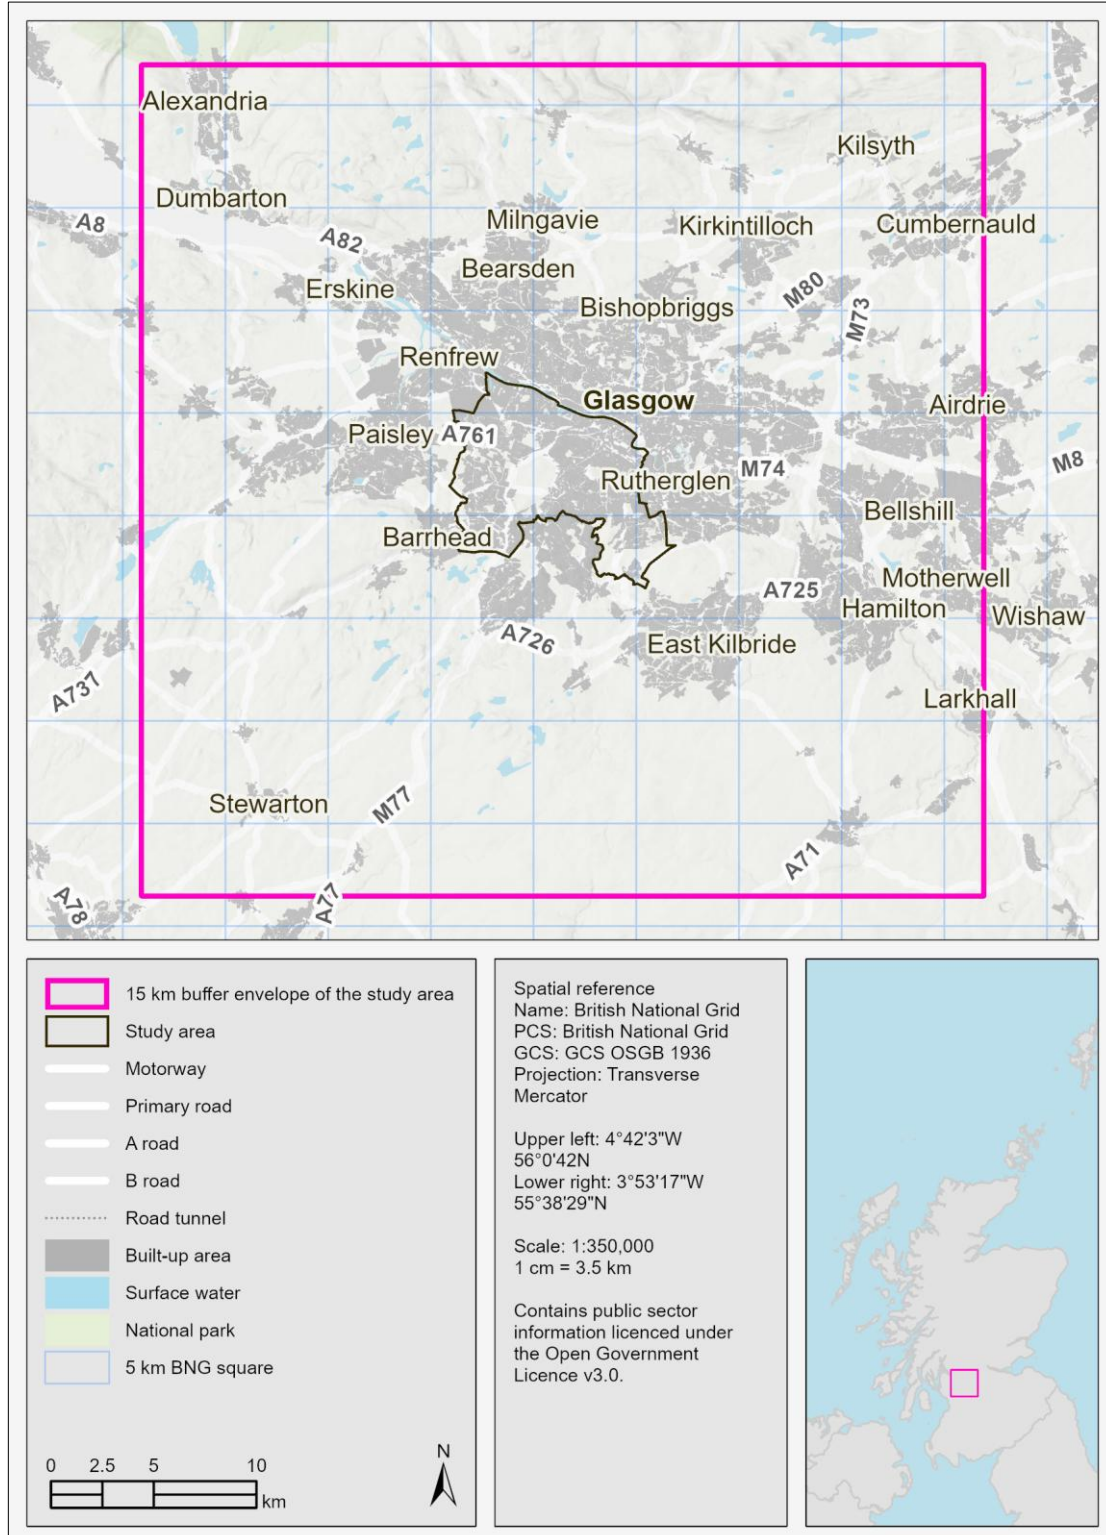 Alexandria
Kilsyth
Dumbarton
A8
Milngavie
Kirkintilloch
Cumbernauld
A82
Bearsden
Erskine
M80
Bishopbriggs
M73
Renfrew
Glasgow
Airdrie
Paisley
A761
M74
M8
Rutherglen
Bellshill
Barrhead
Motherwell
A725
Hamilton
Wishaw
A726
East Kilbride
A737
Larkhall
Stewarton
M77
A71
A78
A77
15 km buffer envelope of the study area
Study area
Motorway
Primary road
A road
B road
Road tunnel
Built-up area
Surface water
National park
5 km BNG square
0 2.5 5 10
km
N
Spatial reference
Name: British National Grid
PCS: British National Grid
GCS: GCS OSGB 1936
Projection: Transverse
Mercator
Upper left: 4°42'3"W
56°0'42N
Lower right: 3°53'17"W
55°38'29"N
Scale: 1:350,000
1 cm = 3.5 km
Contains public sector
information licenced under
the Open Government
Licence v3.0.